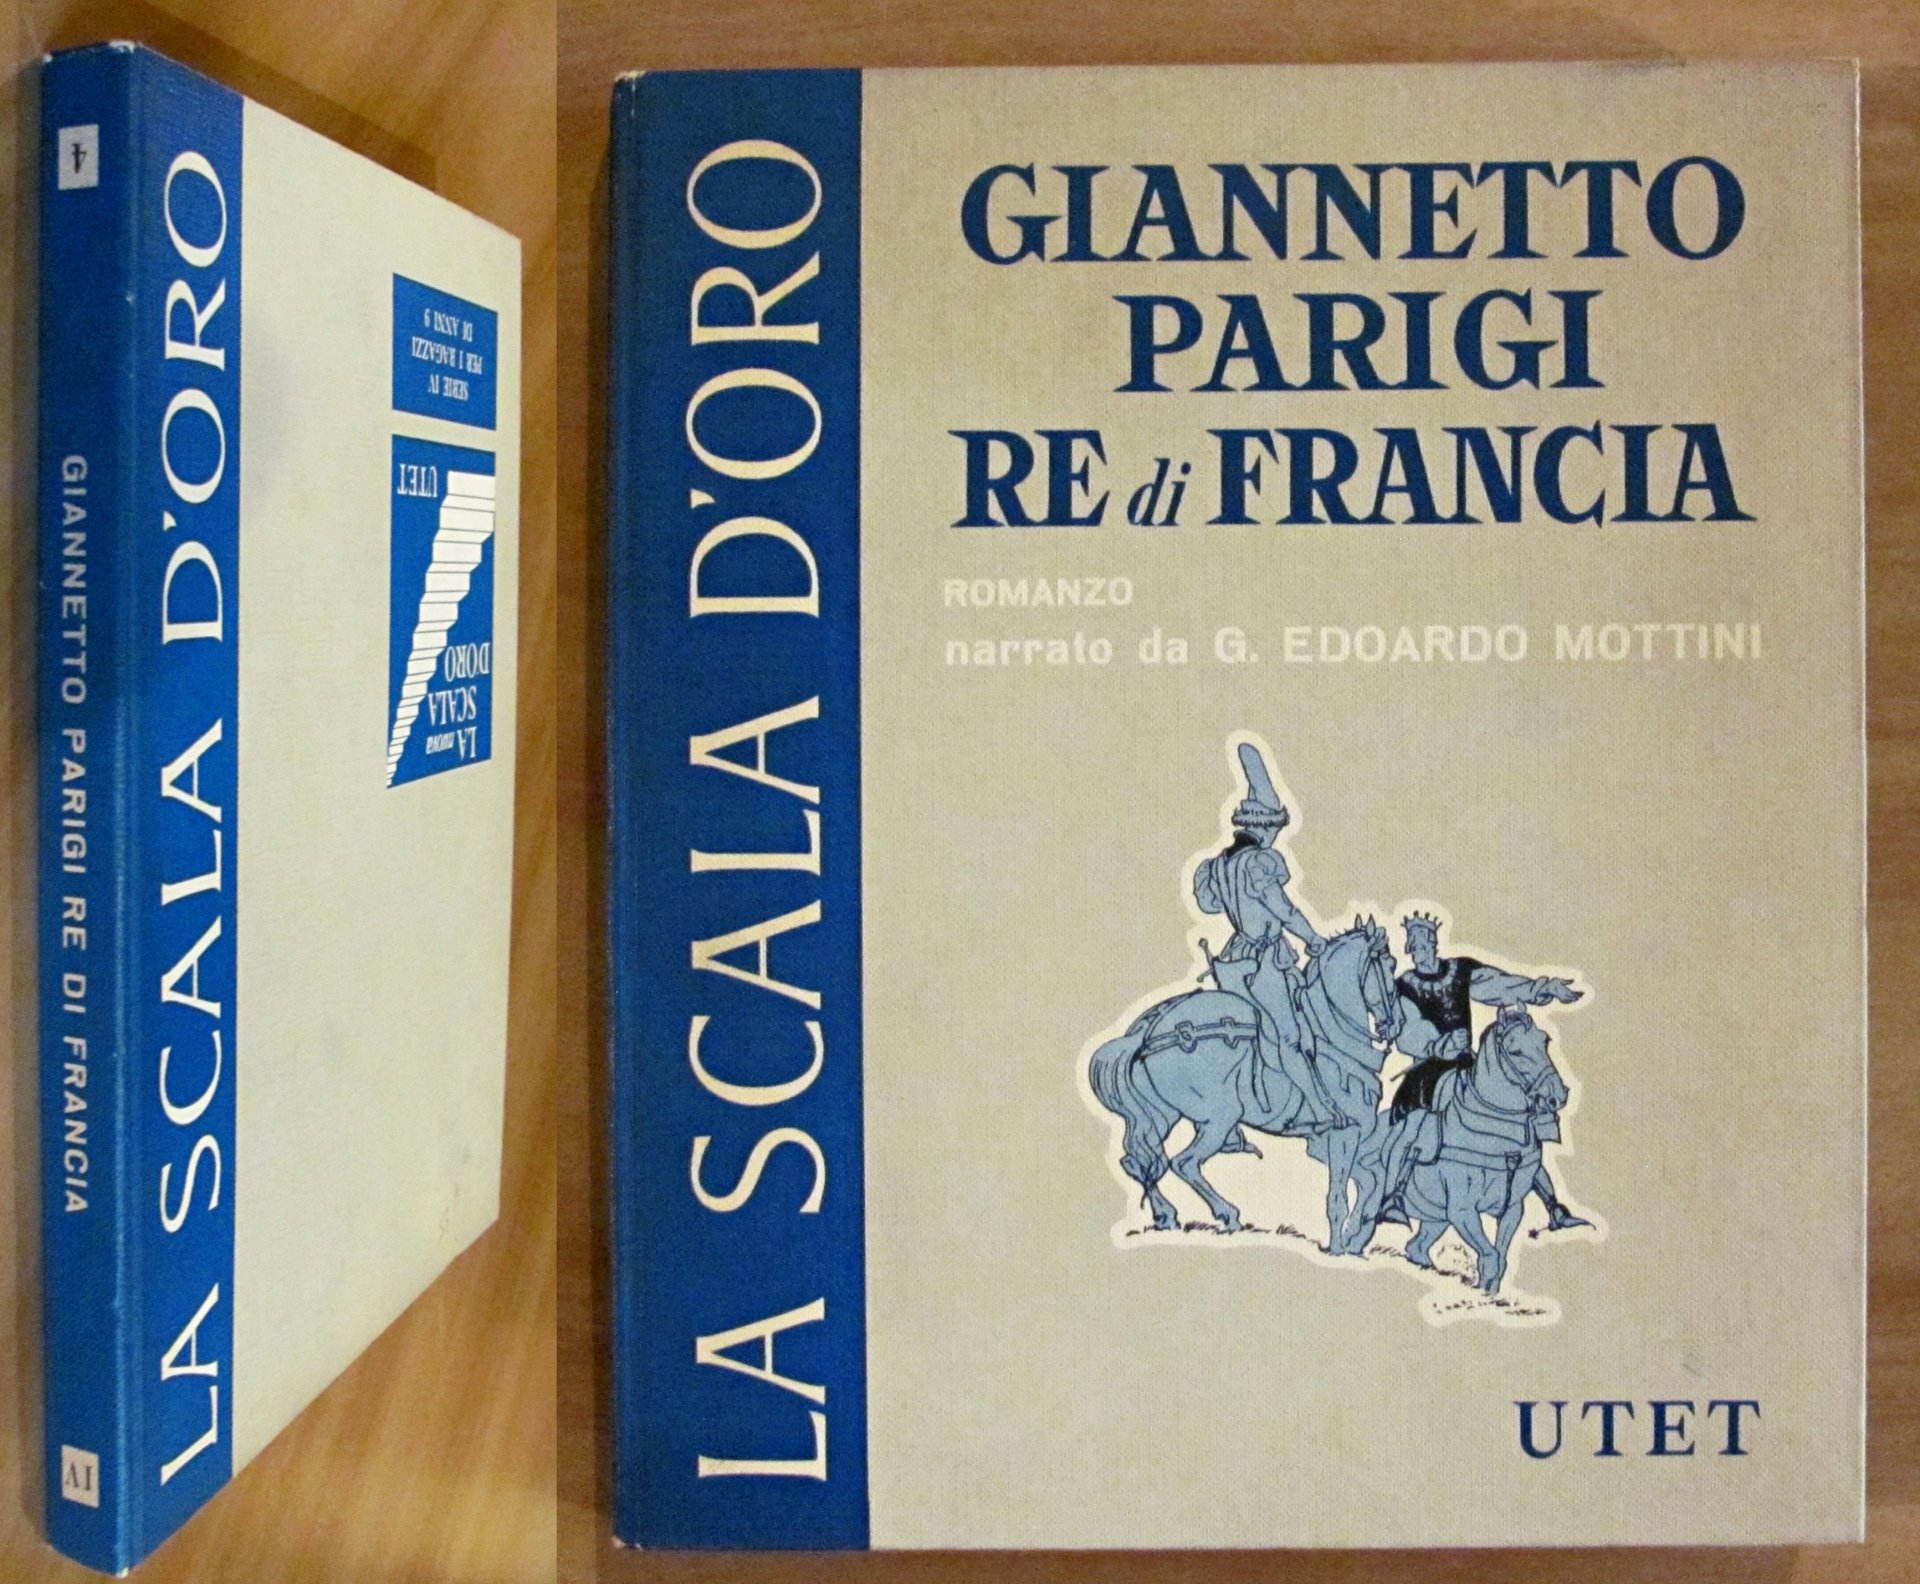 4
GIANNETTO PARIGI RE DI FRANCIA
IV
LA SCALA D'ORO
LA nuova
SCALA
D'ORO
UTET
SERIE IV
PER I RAGAZZI
DI ANNI 9
LA SCALA D'ORO
GIANNETTO
PARIGI
RE di FRANCIA
ROMANZO
narrato da G. EDOARDO MOTTINI
UTET